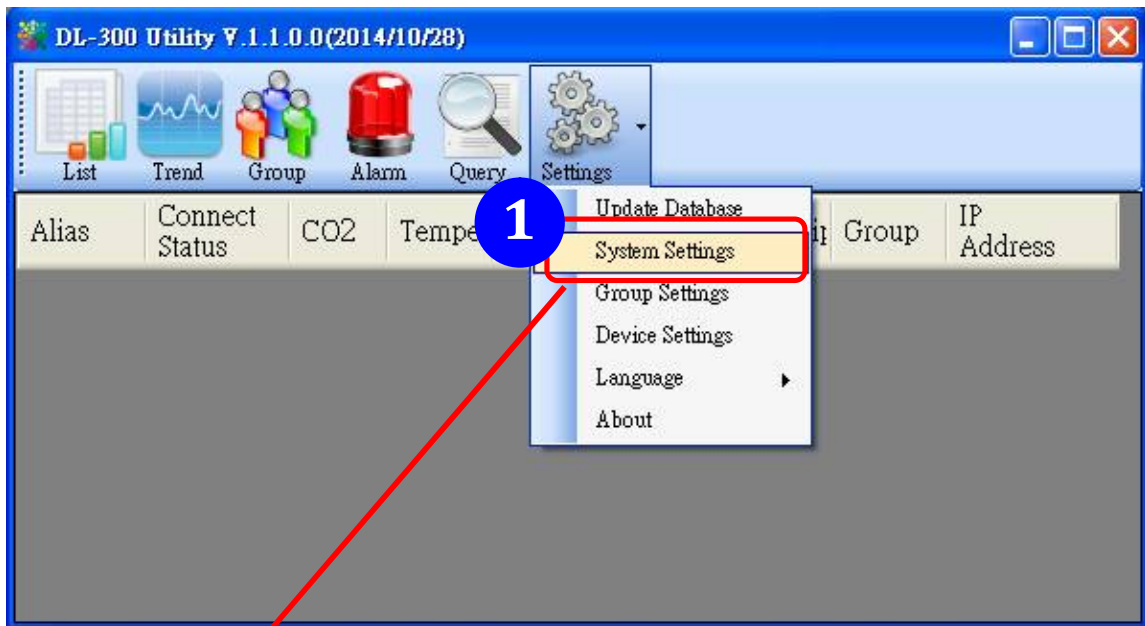 DL-300 Utility V.1.1.0.0(2014/10/28)
List Trend Group Alarm Query Settings
Alias
Connect
Status
CO2
Group
IP
Address
1
Update Database
System Settings
Group Settings
Device Settings
Language
About